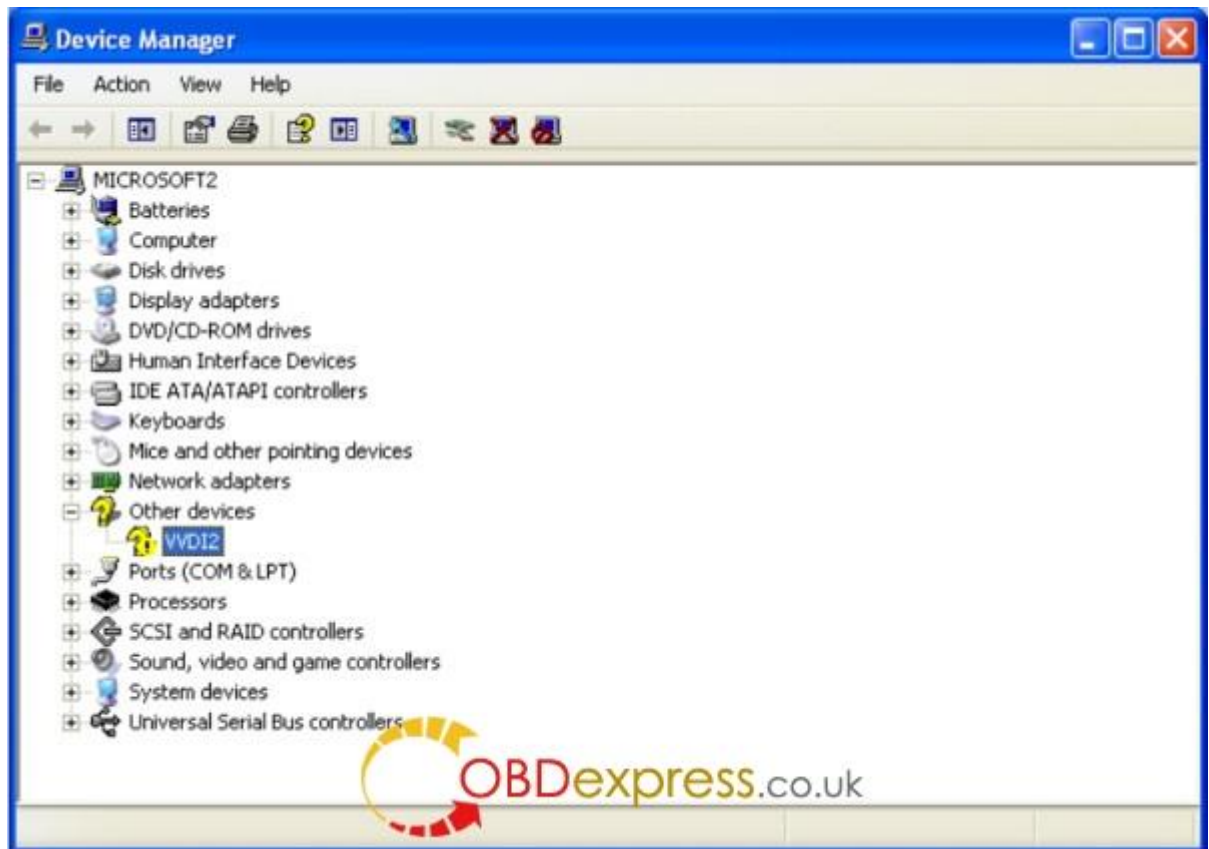 Device Manager
File Action View Help
MICROSOFT2
Batteries
Computer
Disk drives
Display adapters
DVD/CD-ROM drives
Human Interface Devices
IDE ATA/ATAPI controllers
Keyboards
Mice and other pointing devices
Network adapters
Other devices
VVDI2
Ports (COM & LPT)
Processors
SCSI and RAID controllers
Sound, video and game controllers
System devices
Universal Serial Bus controllers
OBDexpress.co.uk